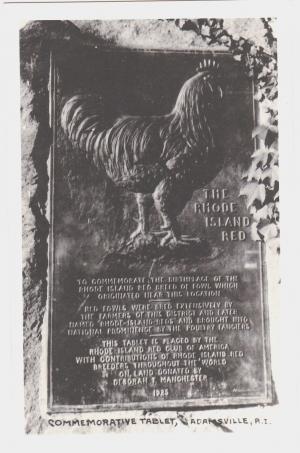 THE
RHODE
ISLAND
RED
TO COMMEMORATE THE BIRTHPLACE OF THE
RHODE ISLAND RED BREED OF FOWL WHICH
ORIGINATED NEAR THIS LOCATION
RED FOWLS WERE BRED EXTENSIVELY BY
THE FARMERS OF THIS DISTRICT AND LATER
NAMED "RHODE ISLAND REDS" AND BROUGHT INTO
NATIONAL PROMINENCE BY THE POULTRY FANCIERS
THIS TABLET IS PLACED BY THE
RHODE ISLAND RED CLUB OF AMERICA
WITH CONTRIBUTIONS OF RHODE ISLAND RED
BREEDERS THROUGHOUT THE WORLD
ON LAND DONATED BY
DEBORAH T MANCHESTER
1925
COMMEMORATIVE TABLET, ADAMSVILLE, R.I.